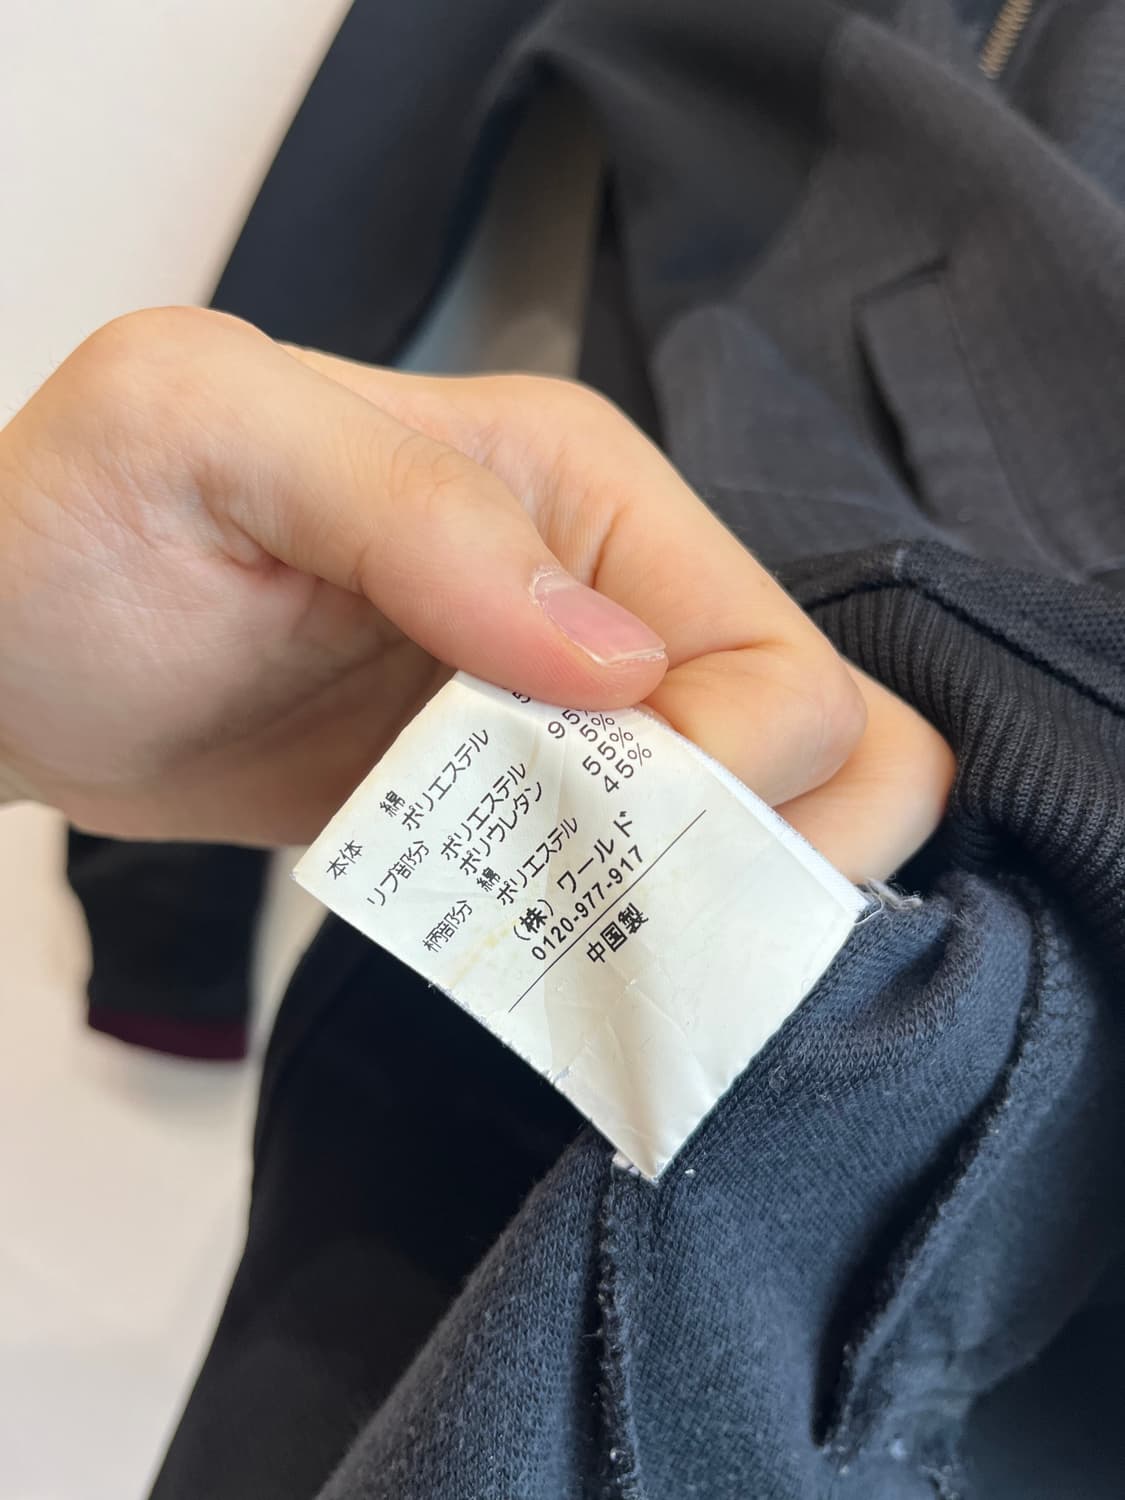 本体 綿
ポリエステル 5
リブ部分 ポリエステル 95%
ポリウレタン 5%
柄部分 綿 55%
ポリエステル 45%
(株) ワールド
0120-977-917
中国製